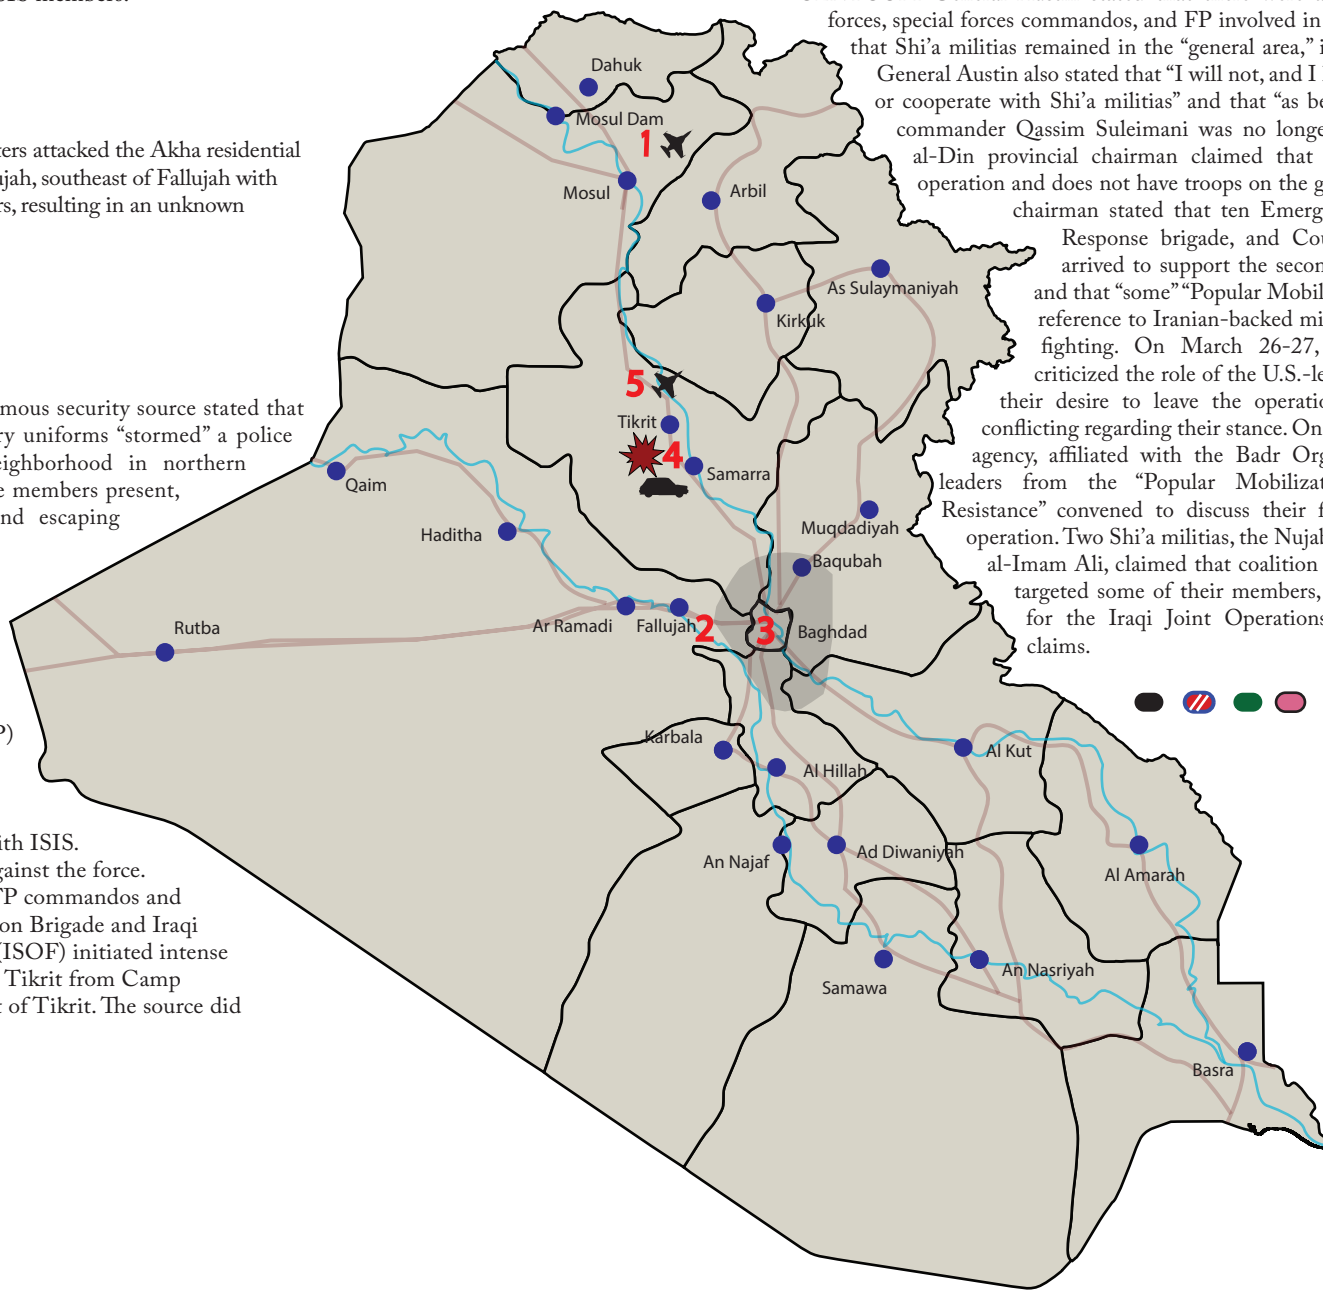 ters attacked the Akha residential
ujah, southeast of Fallujah with
rs, resulting in an unknown
mous security source stated that
ry uniforms “stormed” a police
eighborhood in northern
e members present,
nd escaping
P)
ith ISIS.
gainst the force.
FP commandos and
on Brigade and Iraqi
(ISOF) initiated intense
Tikrit from Camp
t of Tikrit. The source did
forces, special forces commandos, and FP involved in
that Shi’a militias remained in the “general area,” i
General Austin also stated that “I will not, and I
or cooperate with Shi’a militias” and that “as be
commander Qassim Suleimani was no longe
al-Din provincial chairman claimed that
operation and does not have troops on the g
chairman stated that ten Emerg
Response brigade, and Cou
arrived to support the secon
and that “some” “Popular Mobil
reference to Iranian-backed mi
fighting. On March 26-27,
criticized the role of the U.S.-le
their desire to leave the operatio
conflicting regarding their stance. On
agency, affiliated with the Badr Org
leaders from the “Popular Mobilizat
Resistance” convened to discuss their f
operation. Two Shi’a militias, the Nujab
al-Imam Ali, claimed that coalition
targeted some of their members,
for the Iraqi Joint Operations
claims.
Dahuk
Mosul Dam
1
Mosul
Arbil
As Sulaymaniyah
Kirkuk
5
Tikrit
4
Samarra
Qaim
Haditha
Muqdadiyah
Baqubah
Ar Ramadi
Fallujah
2
3
Baghdad
Rutba
Karbala
Al Hillah
Al Kut
An Najaf
Ad Diwaniyah
Al Amarah
Samawa
An Nasriyah
Basra